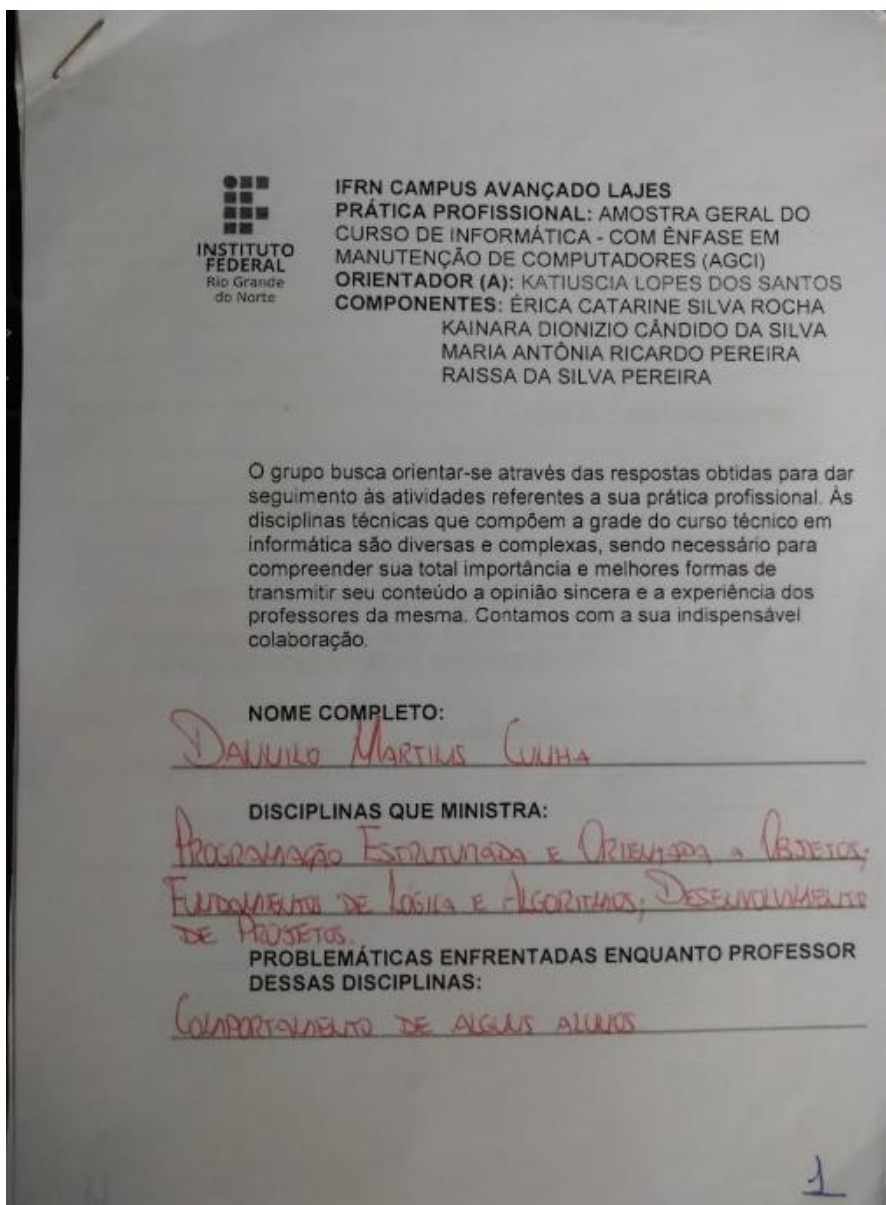 INSTITUTO
FEDERAL
Rio Grande
do Norte
IFRN CAMPUS AVANÇADO LAJES
PRÁTICA PROFISSIONAL: AMOSTRA GERAL DO
CURSO DE INFORMÁTICA - COM ÊNFASE EM
MANUTENÇÃO DE COMPUTADORES (AGCI)
ORIENTADOR (A): KATIUSCIA LOPES DOS SANTOS
COMPONENTES: ÉRICA CATARINE SILVA ROCHA
KAINARA DIONIZIO CÂNDIDO DA SILVA
MARIA ANTÔNIA RICARDO PEREIRA
RAISSA DA SILVA PEREIRA
O grupo busca orientar-se através das respostas obtidas para dar
seguimento às atividades referentes a sua prática profissional. Às
disciplinas técnicas que compõem a grade do curso técnico em
informática são diversas e complexas, sendo necessário para
compreender sua total importância e melhores formas de
transmitir seu conteúdo a opinião sincera e a experiência dos
professores da mesma. Contamos com a sua indispensável
colaboração.
NOME COMPLETO:
DANNILO MARTINS CUNHA
DISCIPLINAS QUE MINISTRA:
PROGRAMAÇÃO ESTRUTURADA E ORIENTADA A OBJETOS;
FUNDAMENTOS DE LÓGICA E ALGORITMOS; DESENVOLVIMENTO
DE PROJETOS.
PROBLEMÁTICAS ENFRENTADAS ENQUANTO PROFESSOR
DESSAS DISCIPLINAS:
COMPORTAMENTO DE ALGUNS ALUNOS
1